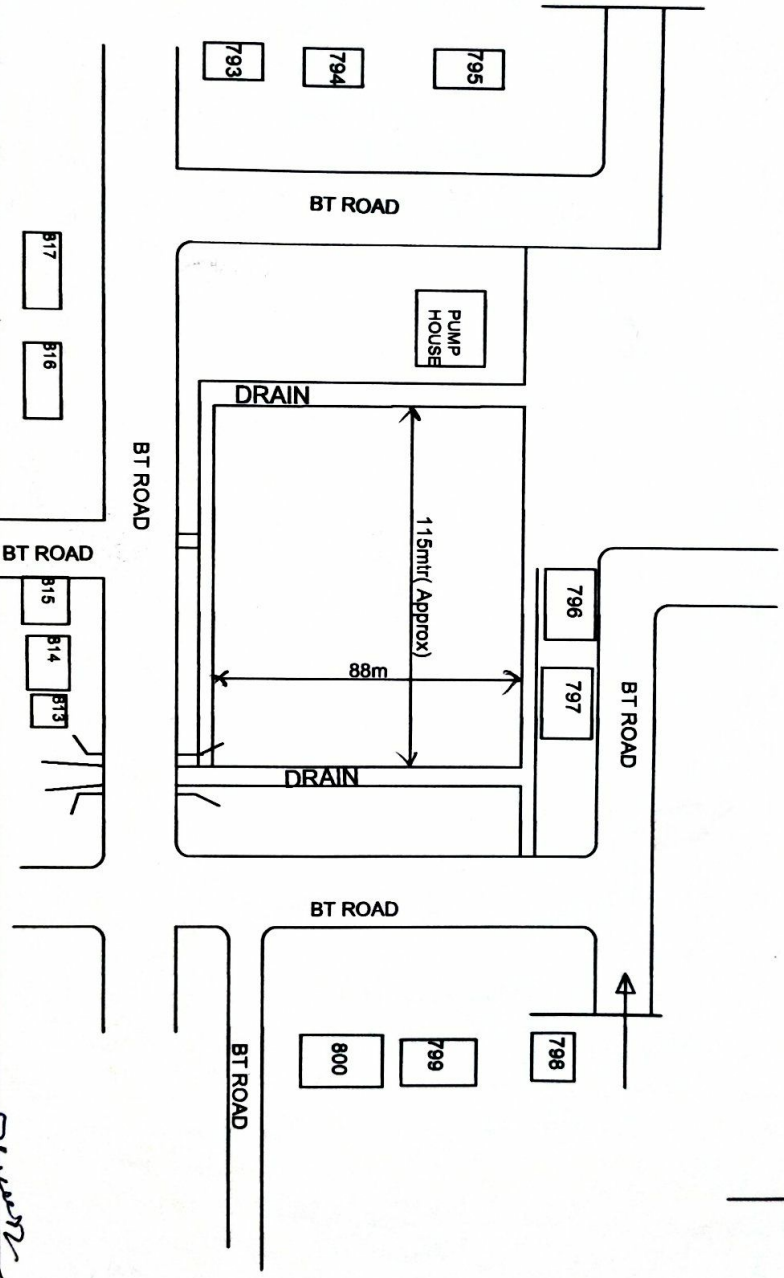 793
794
795
BT ROAD
817
816
PUMP
HOUSE
DRAIN
BT ROAD
115mtr( Approx)
BT ROAD
815
814
813
796
797
88m
BT ROAD
DRAIN
BT ROAD
798
799
800
BT ROAD